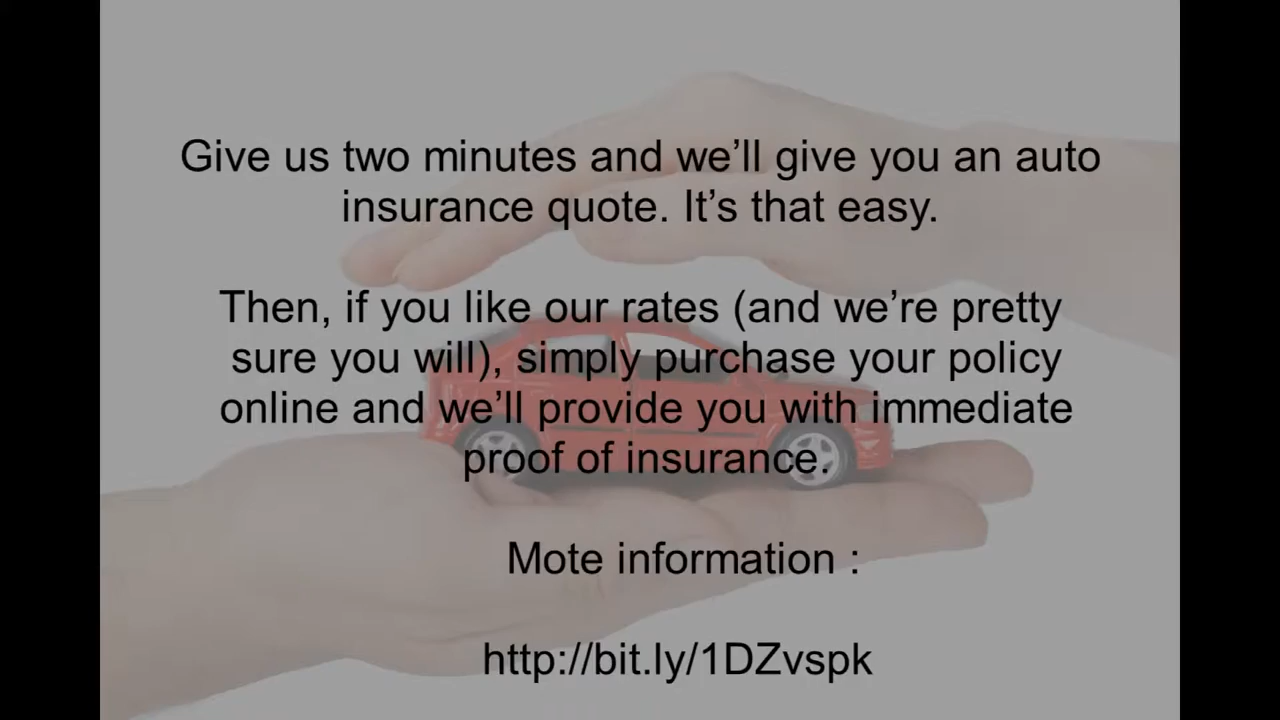 Give us two minutes and we’ll give you an auto
insurance quote. It’s that easy.
Then, if you like our rates (and we’re pretty
sure you will), simply purchase your policy
online and we’ll provide you with immediate
proof of insurance.
Mote information :
http://bit.ly/1DZvspk